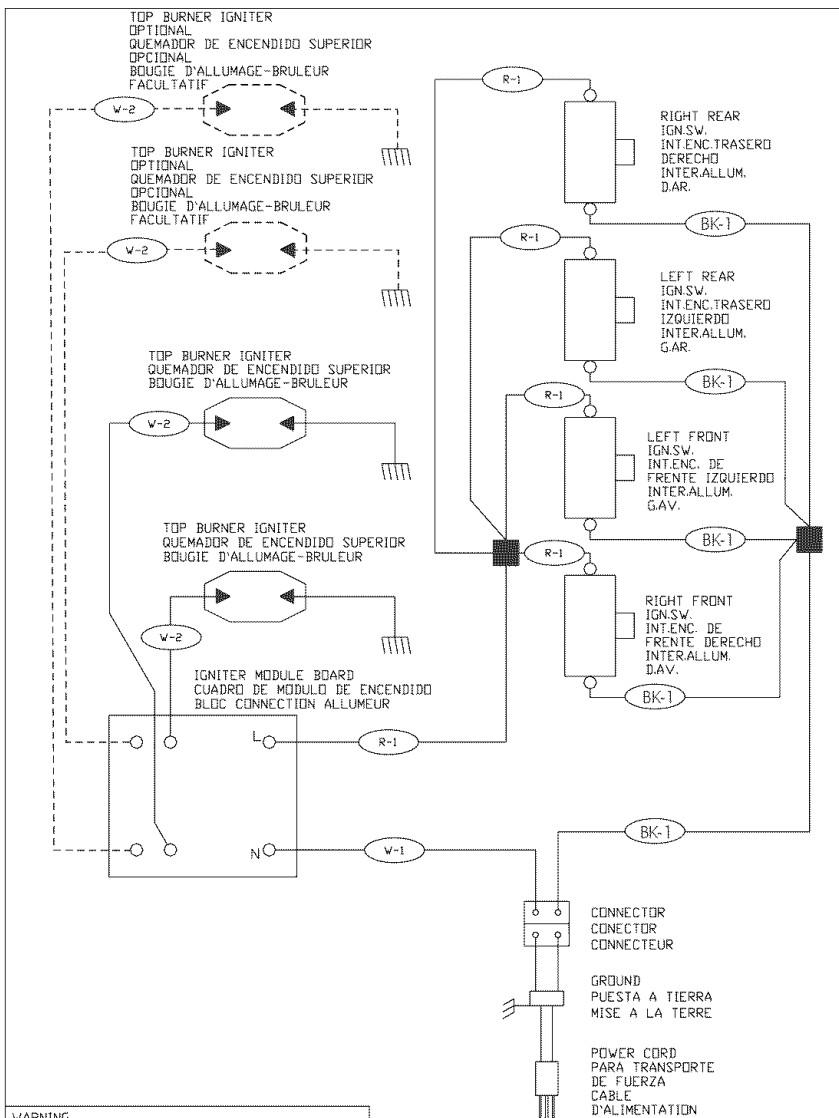 TOP BURNER IGNITER
OPTIONAL
QUEMADOR DE ENCENDIDO SUPERIOR
OPCIONAL
BOUGIE D'ALLUMAGE-BRULEUR
FACULTATIF
W-2
TOP BURNER IGNITER
OPTIONAL
QUEMADOR DE ENCENDIDO SUPERIOR
OPCIONAL
BOUGIE D'ALLUMAGE-BRULEUR
FACULTATIF
W-2
TOP BURNER IGNITER
QUEMADOR DE ENCENDIDO SUPERIOR
BOUGIE D'ALLUMAGE-BRULEUR
W-2
TOP BURNER IGNITER
QUEMADOR DE ENCENDIDO SUPERIOR
BOUGIE D'ALLUMAGE-BRULEUR
W-2
IGNITER MODULE BOARD
CUADRO DE MODULO DE ENCENDIDO
BLOC CONNECTION ALLUMEUR
L
R-1
N
W-1
R-1
RIGHT REAR
IGN.SW.
INT.ENC.TRASERO
DERECHO
INTER.ALLUM.
D.AR.
BK-1
R-1
LEFT REAR
IGN.SW.
INT.ENC.TRASERO
IZQUIERDO
INTER.ALLUM.
G.AR.
BK-1
R-1
LEFT FRONT
IGN.SW.
INT.ENC. DE
FRENTE IZQUIERDO
INTER.ALLUM.
G.AV.
BK-1
R-1
RIGHT FRONT
IGN.SW.
INT.ENC. DE
FRENTE DERECHO
INTER.ALLUM.
D.AV.
BK-1
BK-1
CONNECTOR
CONECTOR
CONNECTEUR
GROUND
PUESTA A TIERRA
MISE A LA TERRE
POWER CORD
PARA TRANSPORTE
DE FUERZA
CABLE
D'ALIMENTATION
WARNING